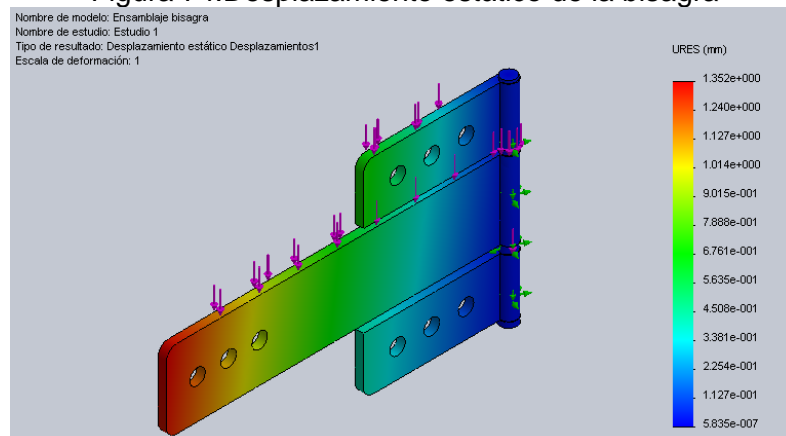 Nombre de modelo: Ensamblaje bisagra
Nombre de estudio: Estudio 1
Tipo de resultado: Desplazamiento estático Desplazamientos1
Escala de deformación: 1
URES (mm)
1.352e+000
1.240e+000
1.127e+000
1.014e+000
9.015e-001
7.888e-001
6.761e-001
5.635e-001
4.508e-001
3.381e-001
2.254e-001
1.127e-001
5.835e-007